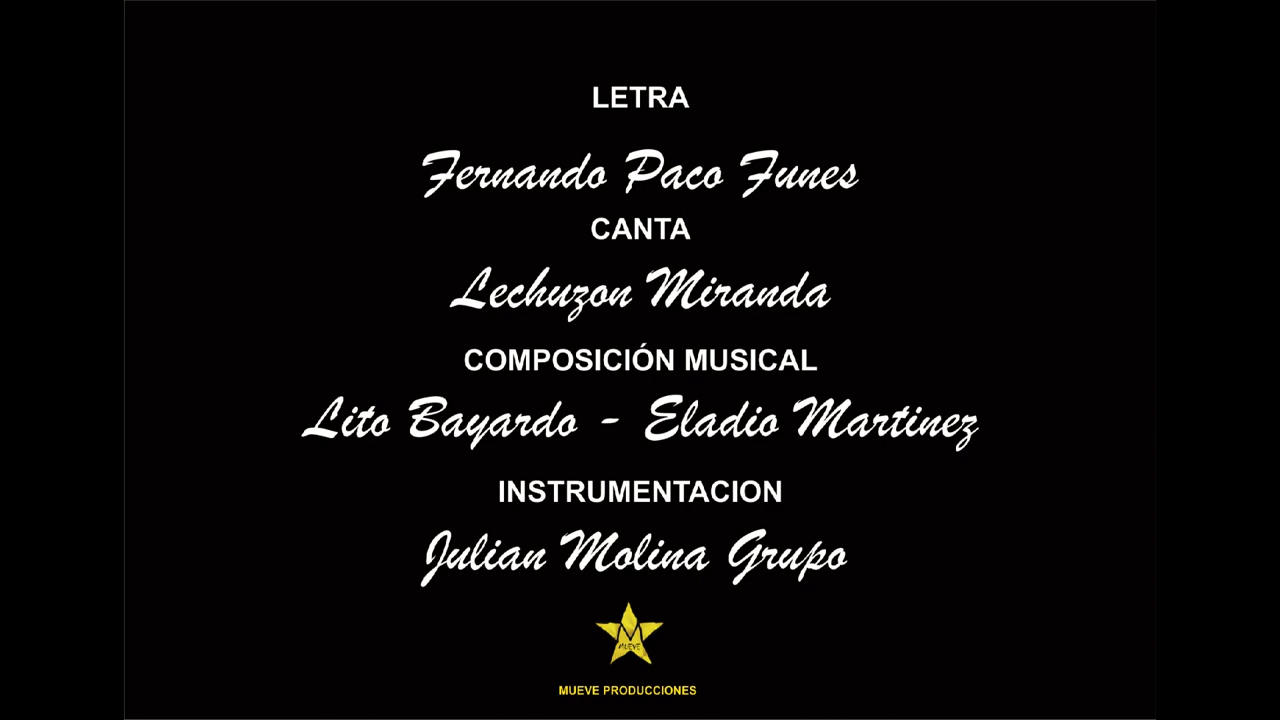 LETRA
Fernando Paco Funes
CANTA
Lechuzon Miranda
COMPOSICIÓN MUSICAL
Lito Bayardo - Eladio Martinez
INSTRUMENTACION
Julian Molina Grupo
M
MUEVE
MUEVE PRODUCCIONES